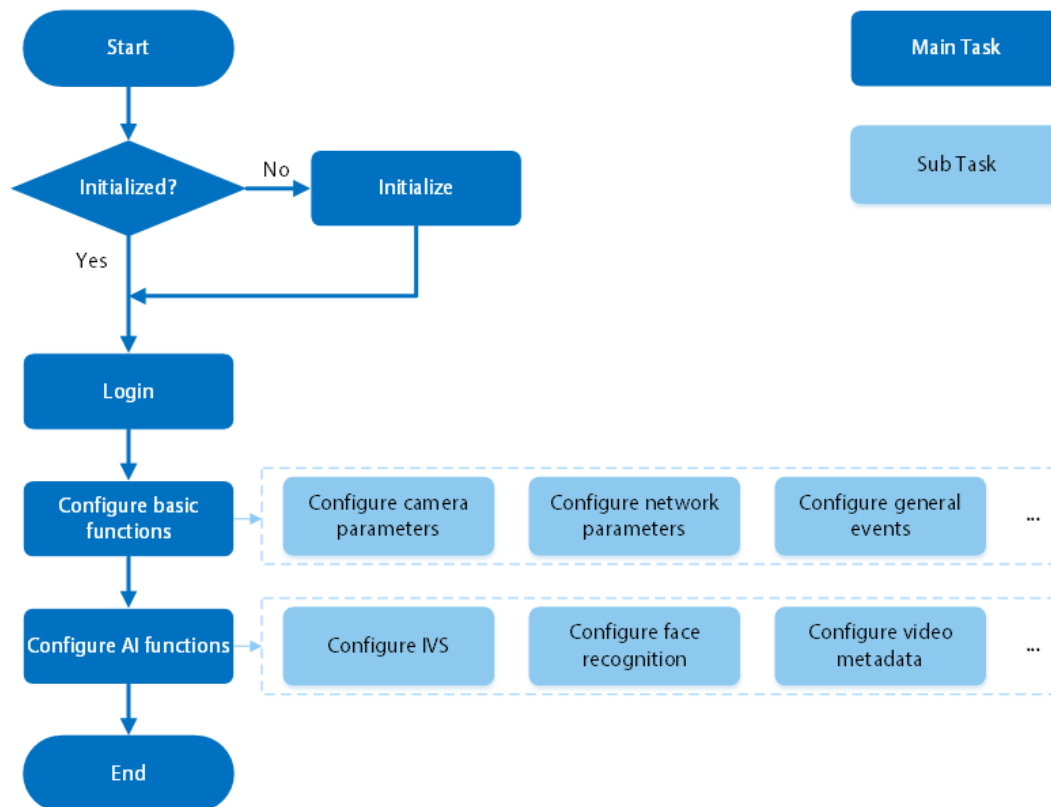 Start
Main Task
Initialized?
No
Initialize
Sub Task
Yes
Login
Configure basic
functions
Configure camera
parameters
Configure network
parameters
Configure general
events
...
Configure AI functions
Configure IVS
Configure face
recognition
Configure video
metadata
...
End